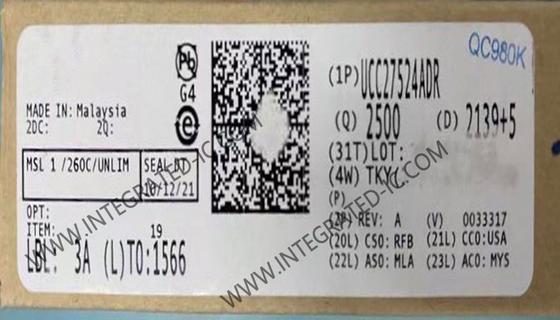 QC980K
Pb
G4
e
MADE IN: Malaysia
2DC: 2Q:
MSL 1 /260C/UNLIM
SEAL DT
10/12/21
OPT:
ITEM:
19
LBL: 3A (L)TO:1566
(1P) UCC27524ADR
(Q) 2500 (D) 2139+5
(31T) LOT:
(4W) TKY(
(P)
(2P) REV: A (V) 0033317
(20L) CSO: RFB (21L) CCO:USA
(22L) ASO: MLA (23L) ACO: MYS
WWW.INTEGRATED-IC.COM
WWW.INTEGRATED-IC.COM